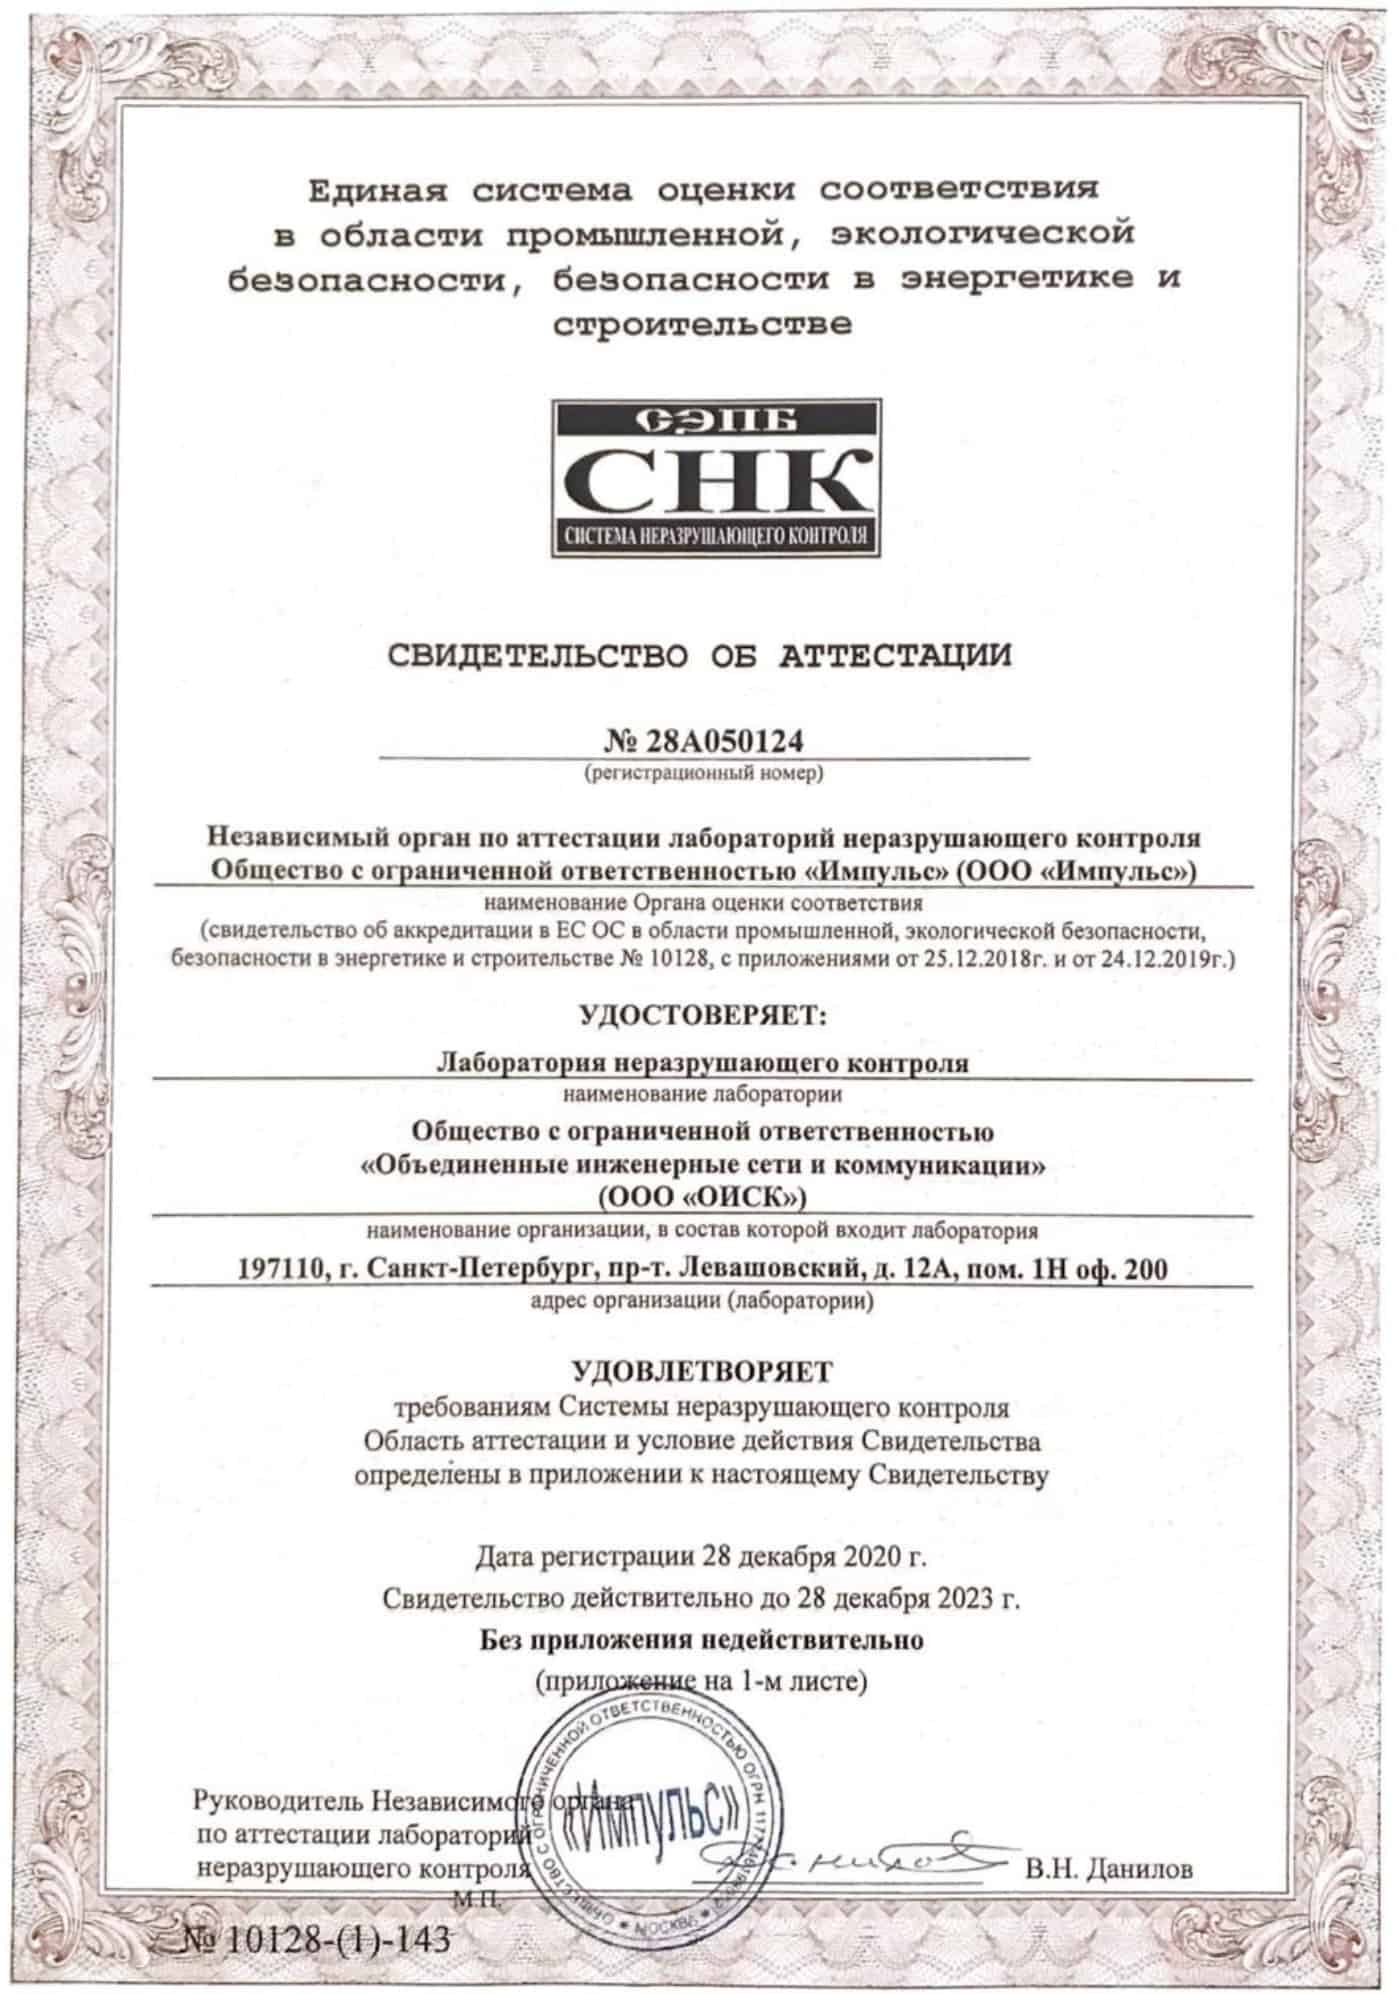 Единая система оценки соответствия
в области промышленной, экологической
безопасности, безопасности в энергетике и
строительстве
СЭПБ
СНК
СИСТЕМА НЕРАЗРУШАЮЩЕГО КОНТРОЛЯ
СВИДЕТЕЛЬСТВО ОБ АТТЕСТАЦИИ
№ 28А050124
(регистрационный номер)
Независимый орган по аттестации лабораторий неразрушающего контроля
Общество с ограниченной ответственностью «Импульс» (ООО «Импульс»)
наименование Органа оценки соответствия
(свидетельство об аккредитации в ЕС ОС в области промышленной, экологической безопасности,
безопасности в энергетике и строительстве № 10128, с приложениями от 25.12.2018г. и от 24.12.2019г.)
УДОСТОВЕРЯЕТ:
Лаборатория неразрушающего контроля
наименование лаборатории
Общество с ограниченной ответственностью
«Объединенные инженерные сети и коммуникации»
(ООО «ОИСК»)
наименование организации, в состав которой входит лаборатория
197110, г. Санкт-Петербург, пр-т. Левашовский, д. 12А, пом. 1Н оф. 200
адрес организации (лаборатории)
УДОВЛЕТВОРЯЕТ
требованиям Системы неразрушающего контроля
Область аттестации и условие действия Свидетельства
определены в приложении к настоящему Свидетельству
Дата регистрации 28 декабря 2020 г.
Свидетельство действительно до 28 декабря 2023 г.
Без приложения недействительно
(приложение на 1-м листе)
Руководитель Независимого органа
по аттестации лабораторий
неразрушающего контроля
М.П.
ОБЩЕСТВО С ОГРАНИЧЕННОЙ ОТВЕТСТВЕННОСТЬЮ ОГРН
«Импульс»
МОСКВА
В.Н. Данилов
№ 10128-(1)-143